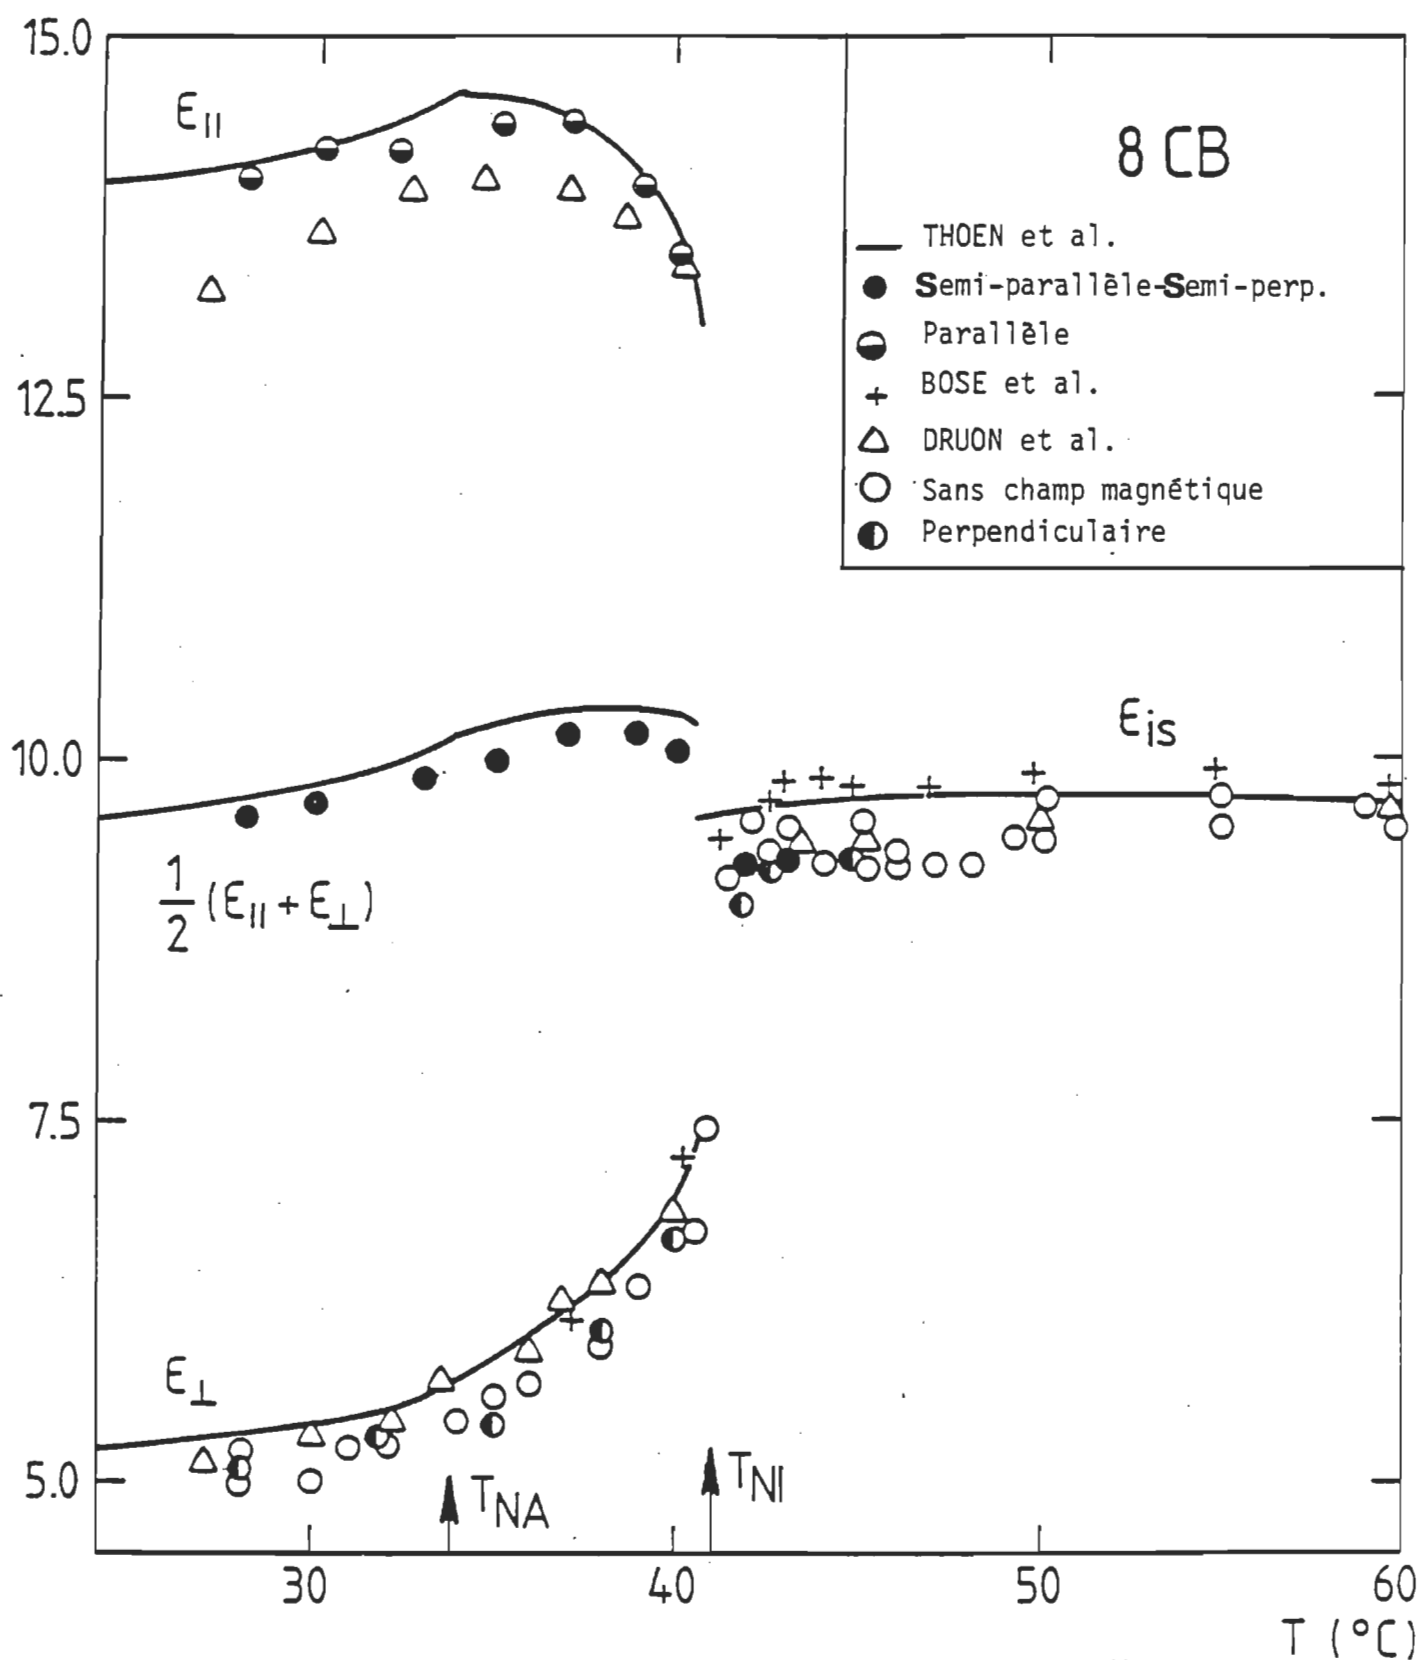 15.0
ε||
8 CB
THOEN et al.
Semi-parallèle-Semi-perp.
Parallèle
12.5
BOSE et al.
DRUON et al.
Sans champ magnétique
Perpendiculaire
εis
10.0
1/2 (ε|| + ε⊥)
7.5
ε⊥
5.0
TNA
TNI
30 40 50 60
T (°C)